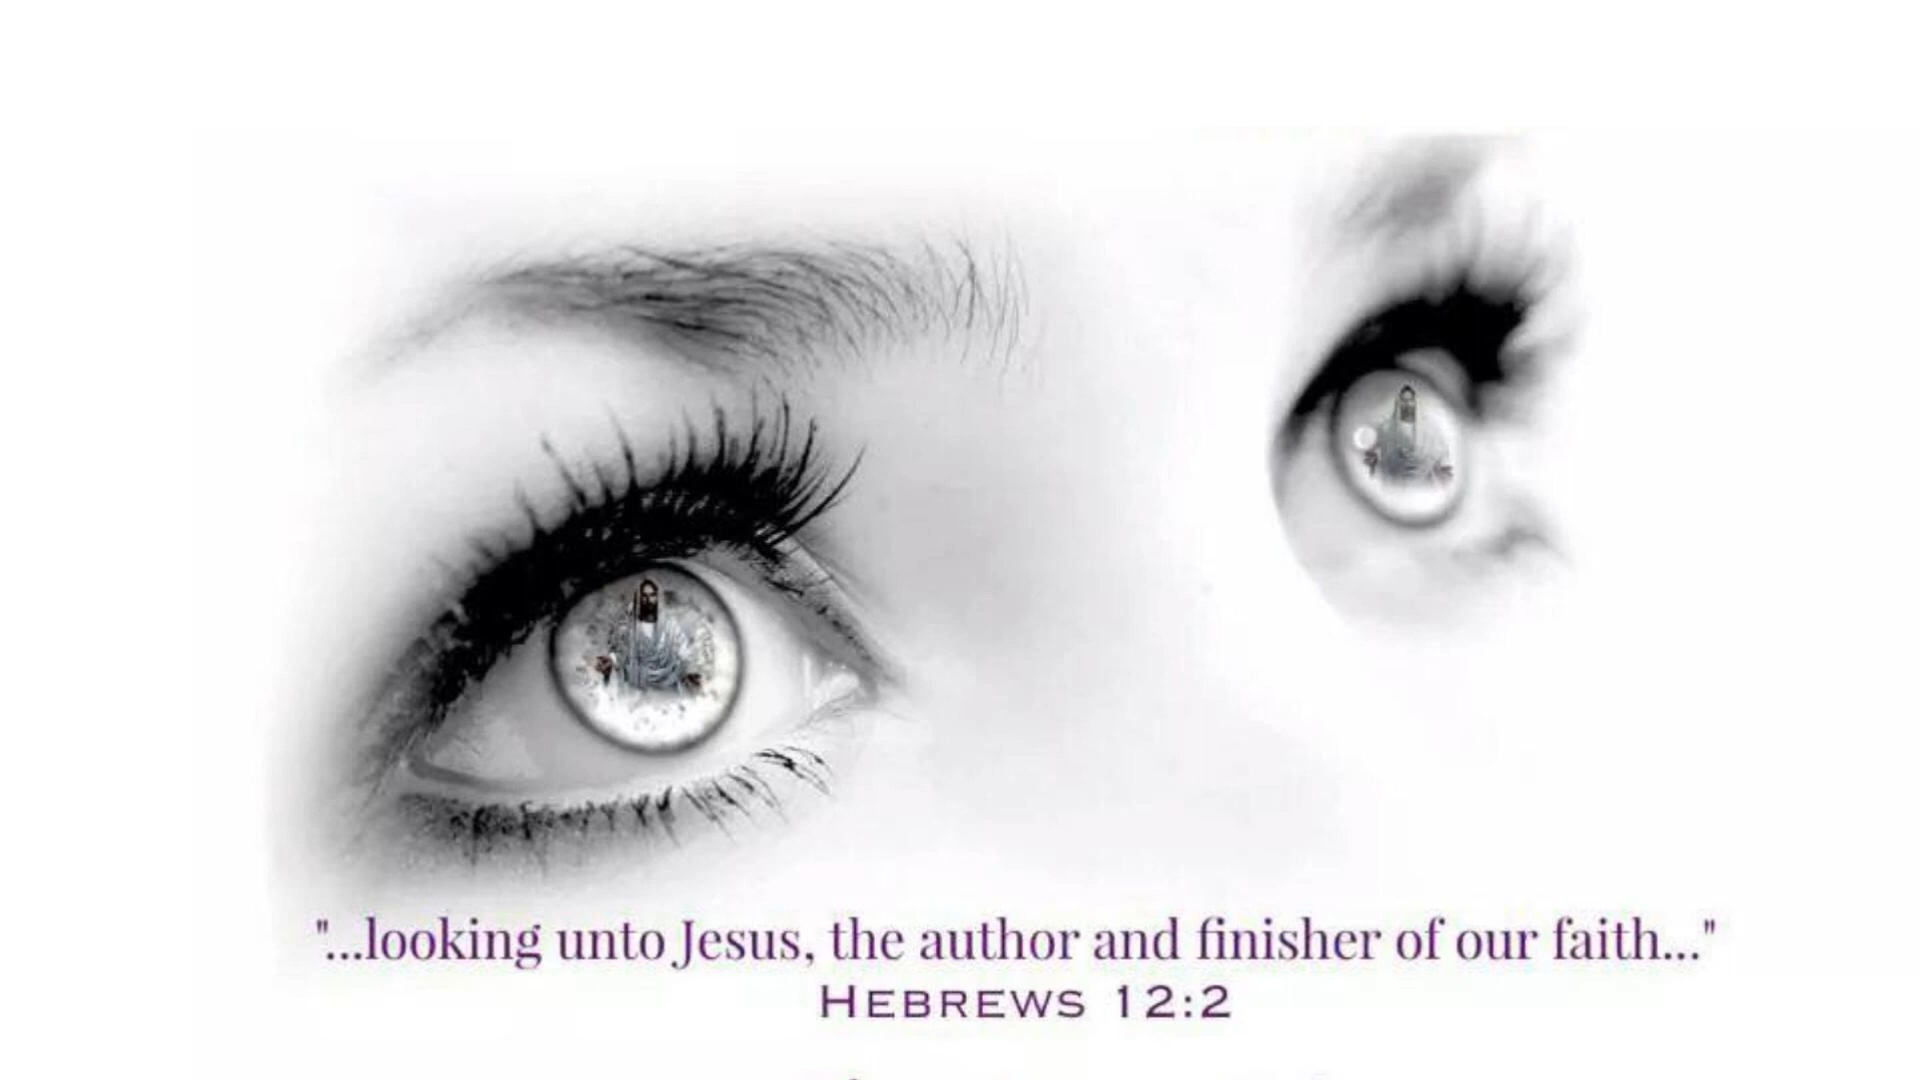 "...looking unto Jesus, the author and finisher of our faith..."
HEBREWS 12:2